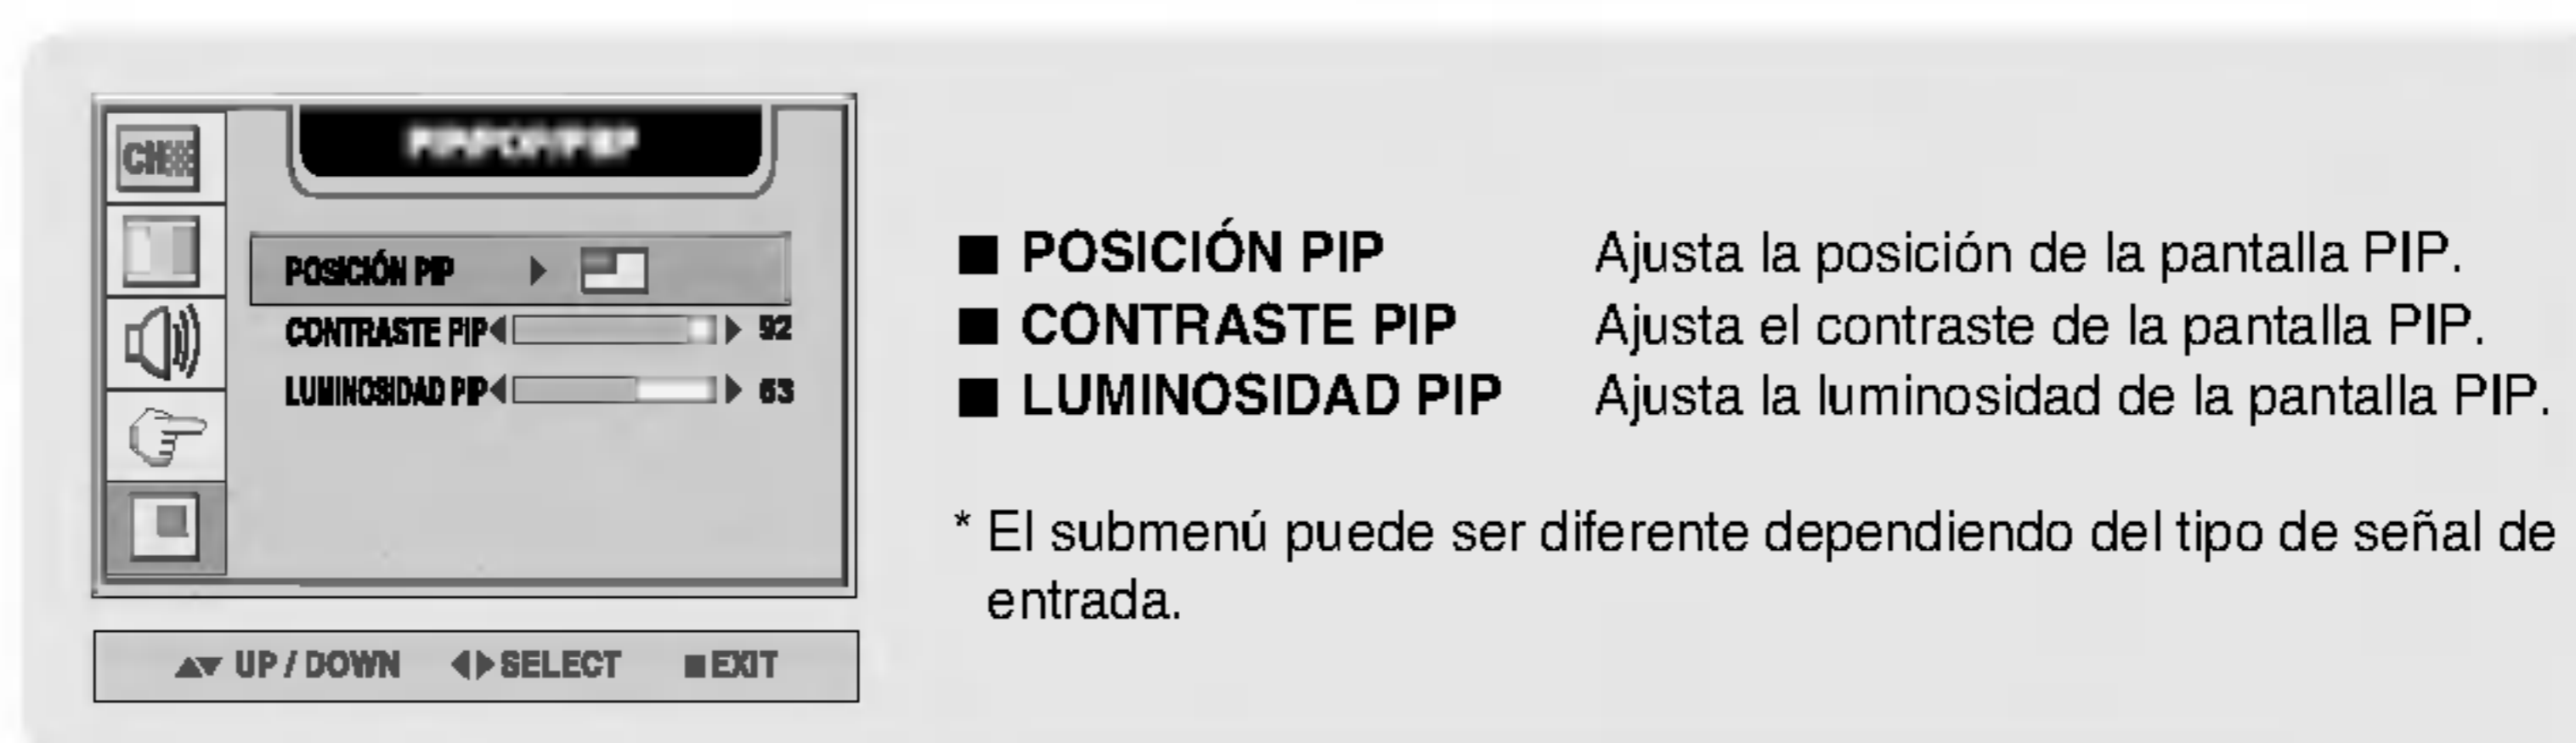 CH
POSICIÓN PIP
CONTRASTE PIP 92
LUMINOSIDAD PIP 63
▲▼ UP / DOWN ◀▶ SELECT ■ EXIT
■ POSICIÓN PIP Ajusta la posición de la pantalla PIP.
■ CONTRASTE PIP Ajusta el contraste de la pantalla PIP.
■ LUMINOSIDAD PIP Ajusta la luminosidad de la pantalla PIP.
* El submenú puede ser diferente dependiendo del tipo de señal de
entrada.